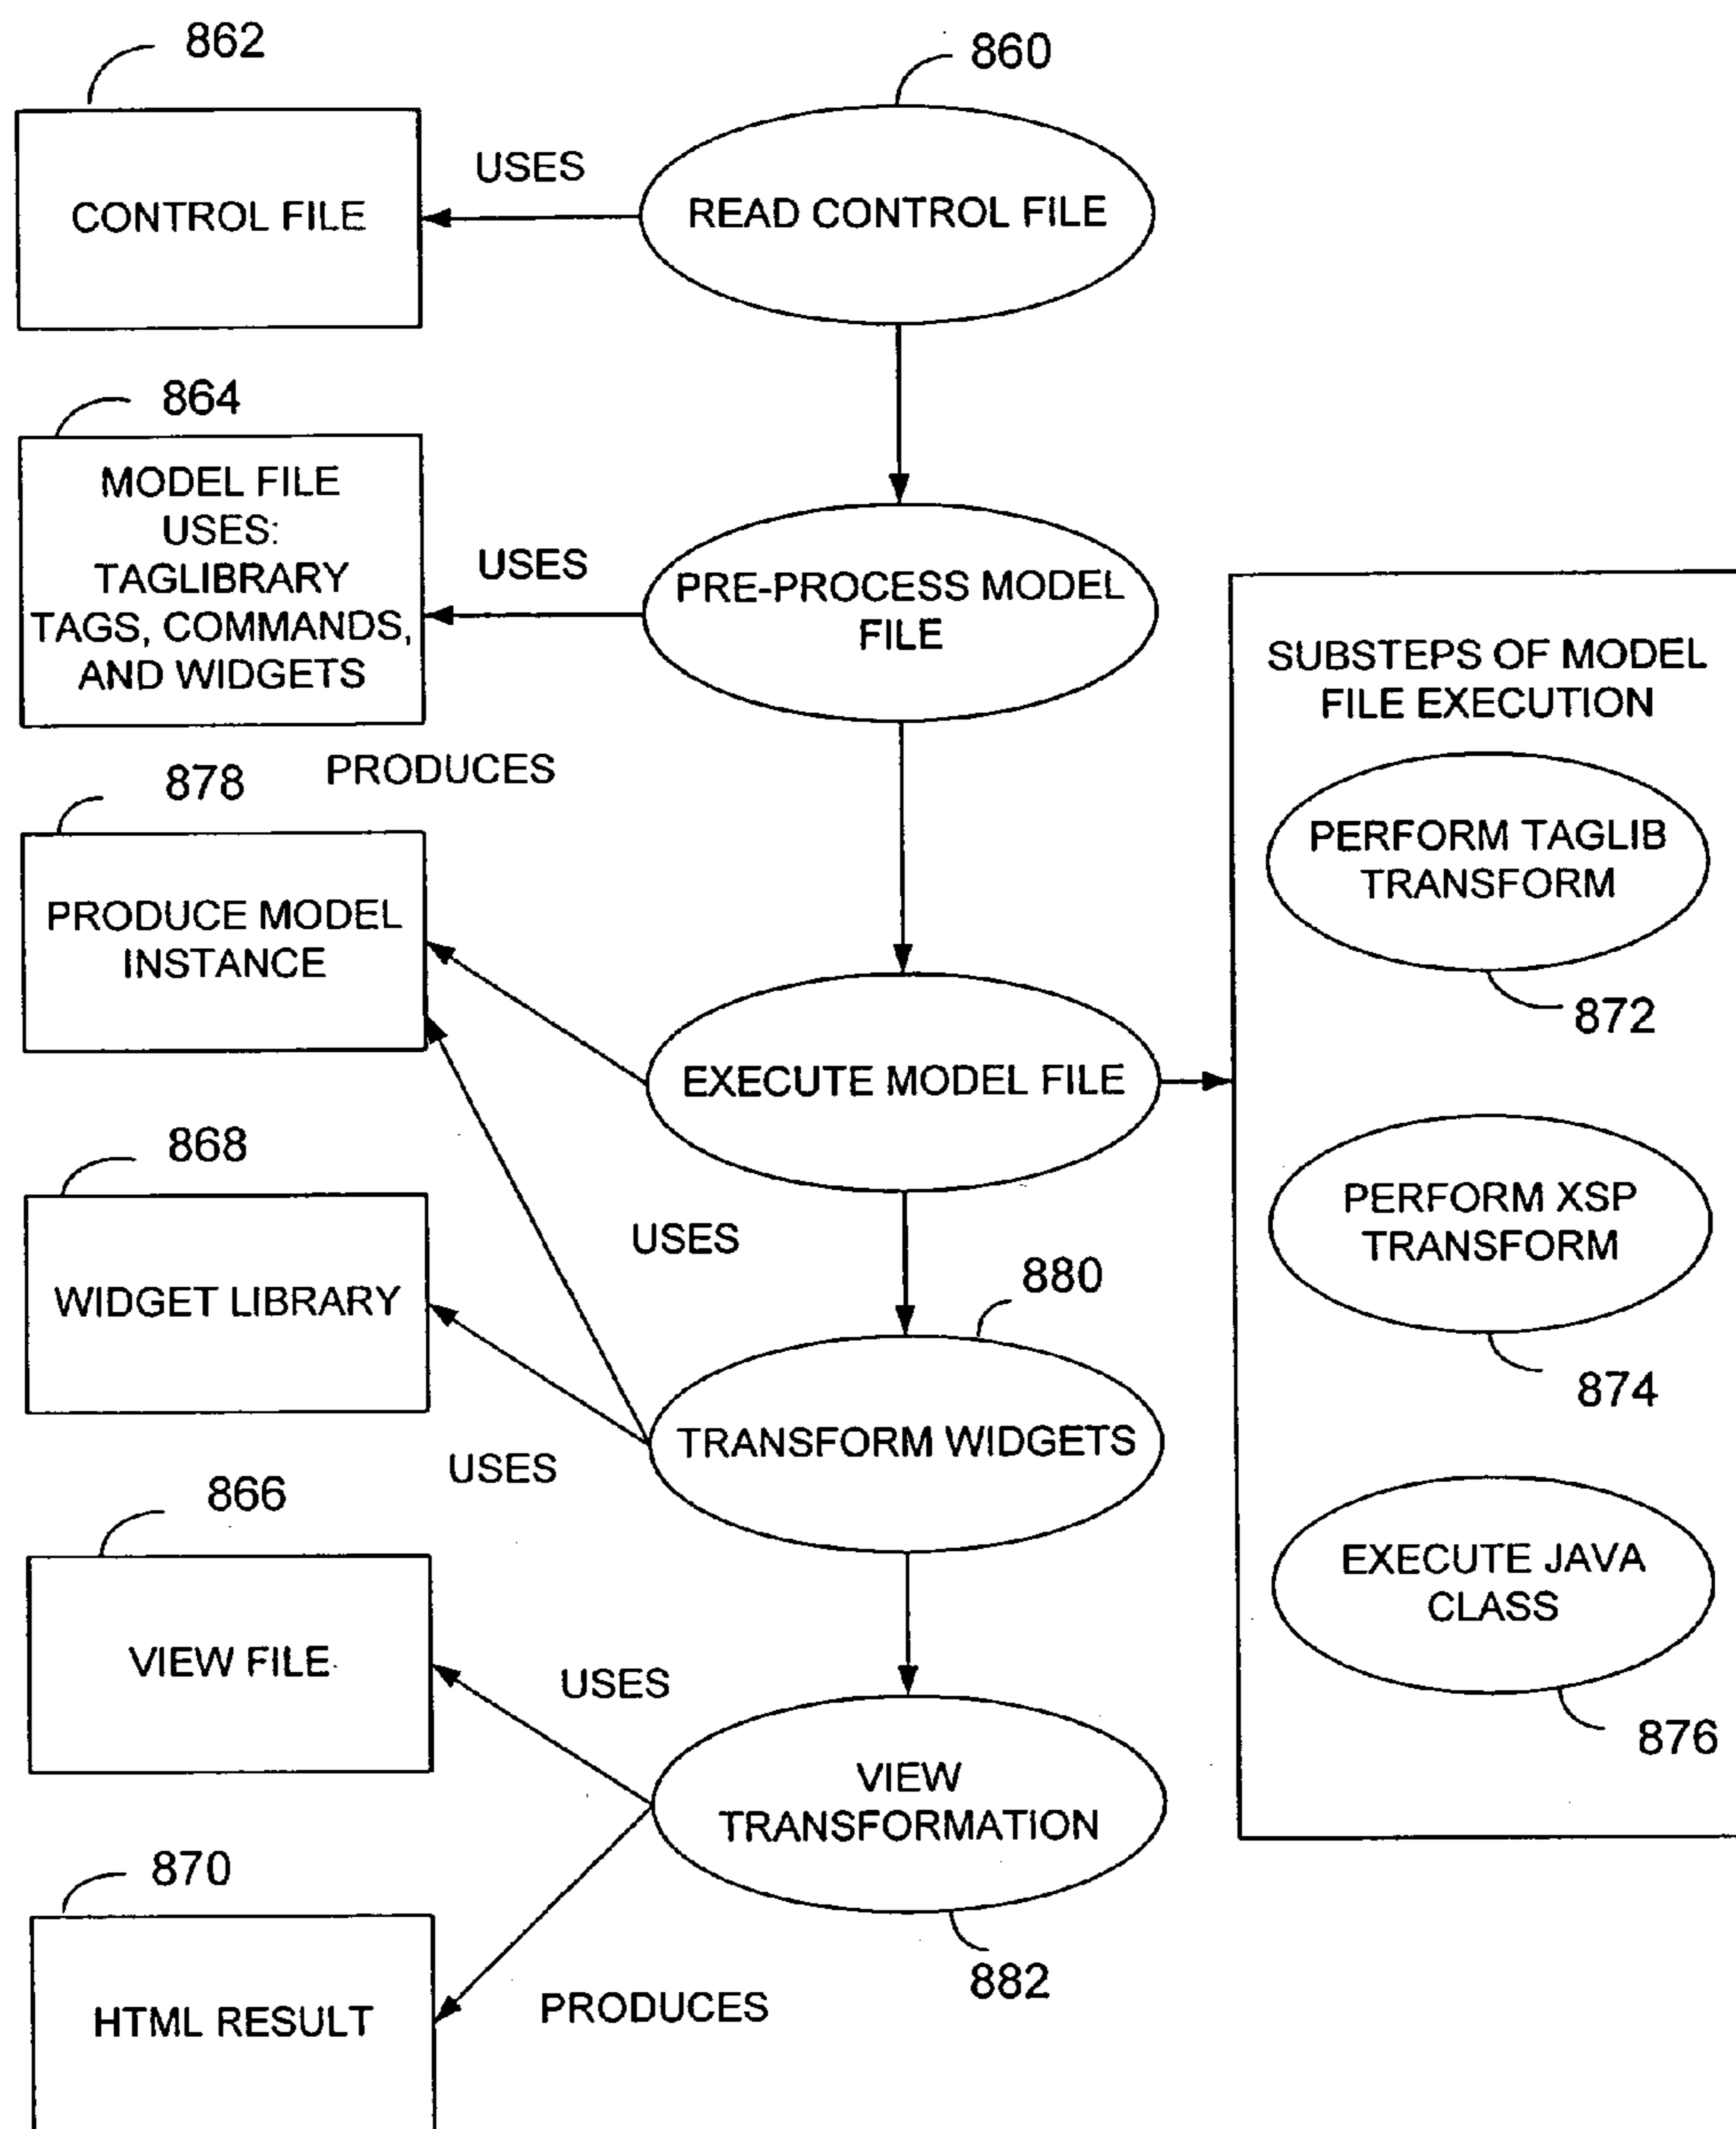 862
860
CONTROL FILE
USES
READ CONTROL FILE
864
MODEL FILE
USES:
TAGLIBRARY
TAGS, COMMANDS,
AND WIDGETS
USES
PRE-PROCESS MODEL
FILE
SUBSTEPS OF MODEL
FILE EXECUTION
PERFORM TAGLIB
TRANSFORM
872
PERFORM XSP
TRANSFORM
874
EXECUTE JAVA
CLASS
876
878
PRODUCES
PRODUCE MODEL
INSTANCE
EXECUTE MODEL FILE
868
WIDGET LIBRARY
USES
880
TRANSFORM WIDGETS
USES
866
VIEW FILE
USES
VIEW
TRANSFORMATION
882
870
HTML RESULT
PRODUCES